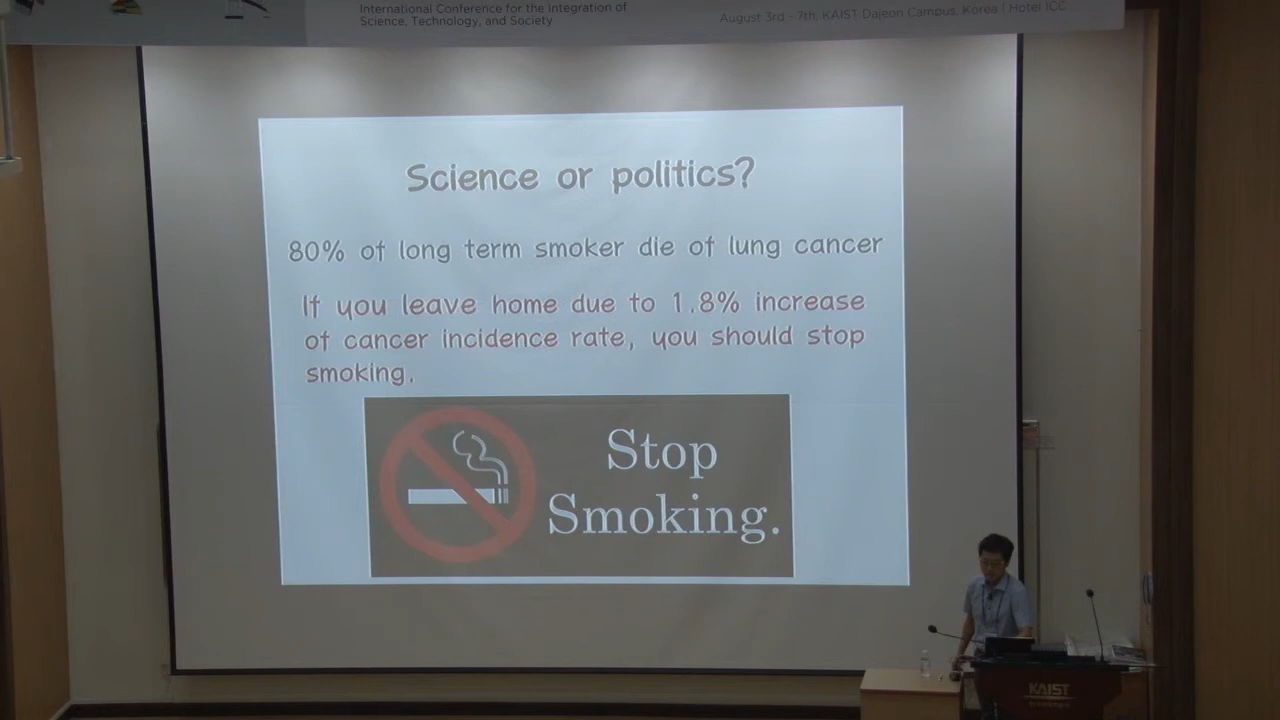 International Conference for the Integration of
Science, Technology, and Society
August 3rd - 7th, KAIST Dajeon Campus, Korea | Hotel ICC
Science or politics?
80% of long term smoker die of lung cancer
If you leave home due to 1.8% increase
of cancer incidence rate, you should stop
smoking.
Stop
Smoking.
KAIST